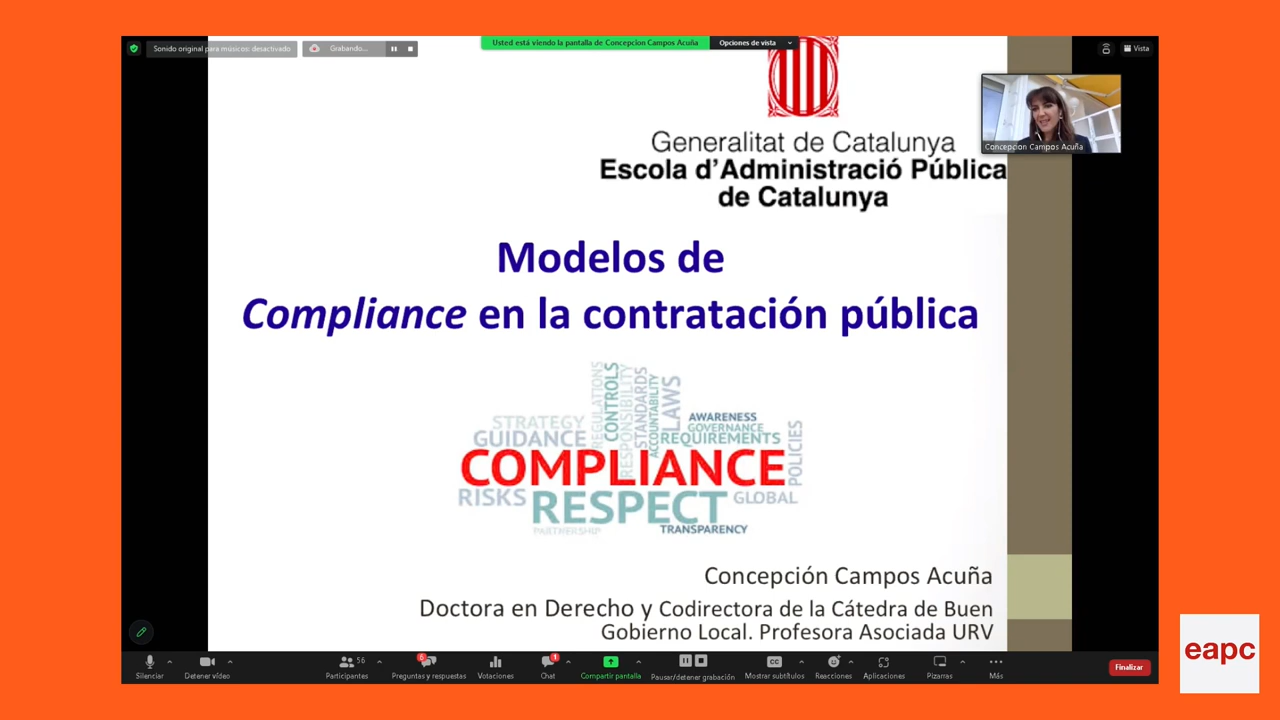 Sonido original para músicos: desactivado
Grabando...
Usted está viendo la pantalla de Concepcion Campos Acuña
Opciones de vista
Vista
Generalitat de Catalunya
Escola d'Administració Pública
de Catalunya
Concepcion Campos Acuña
Modelos de
Compliance en la contratación pública
STRATEGY
GUIDANCE
REGULATIONS
CONTROLS
RESPONSIBILITY
STANDARDS
ACCOUNTABILITY
LAWS
AWARENESS
GOVERNANCE
REQUIREMENTS
POLICIES
COMPLIANCE
RISKS
RESPECT
GLOBAL
PARTNERSHIP
TRANSPARENCY
Concepción Campos Acuña
Doctora en Derecho y Codirectora de la Cátedra de Buen
Gobierno Local. Profesora Asociada URV
eapc
56
1
Silenciar
Detener vídeo
Participantes
Preguntas y respuestas
Votaciones
Chat
Compartir pantalla
Pausar/detener grabación
CC
Mostrar subtítulos
Reacciones
Aplicaciones
Pizarras
Más
Finalizar